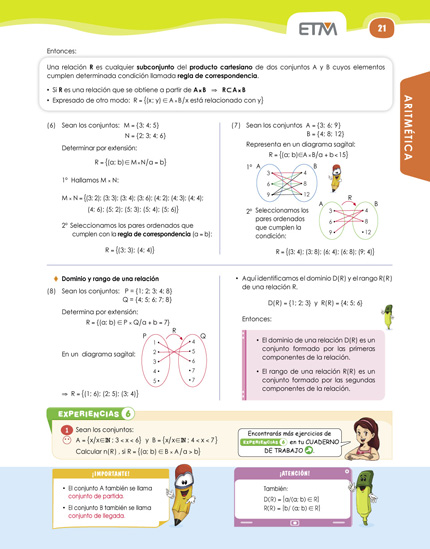 ETM
21
ARITMÉTICA
Entonces:
Una relación R es cualquier subconjunto del producto cartesiano de dos conjuntos A y B cuyos elementos
cumplen determinada condición llamada regla de correspondencia.
• Si R es una relación que se obtiene a partir de A×B ⇒ R⊂A×B
• Expresado de otro modo: R = {(x; y) ∈ A×B/x está relacionado con y}
(6) Sean los conjuntos: M = {3; 4; 5}
N = {2; 3; 4; 6}
Determinar por extensión:
R = {(a; b)∈M×N/a = b}
1º Hallamos M × N:
M × N = {(3; 2); (3; 3); (3; 4); (3; 6); (4; 2); (4; 3); (4; 4);
(4; 6); (5; 2); (5; 3); (5; 4); (5; 6)}
2º Seleccionamos los pares ordenados que
cumplen con la regla de correspondencia (a = b):
R = {(3; 3); (4; 4)}
(7) Sean los conjuntos A = {3; 6; 9}
B = {4; 8; 12}
Representa en un diagrama sagital:
R = {(a; b)∈A×B/a + b < 15}
1º A B
3 4
6 8
9 12
2º Seleccionamos los
pares ordenados
que cumplen la
condición:
A R B
3 4
6 8
9 12
R = {(3; 4); (3; 8); (6; 4); (6; 8); (9; 4)}
Dominio y rango de una relación
(8) Sean los conjuntos: P = {1; 2; 3; 4; 8}
Q = {4; 5; 6; 7; 8}
Determina por extensión:
R = {(a; b) ∈ P × Q/a + b = 7}
En un diagrama sagital:
P R Q
1 4
2 5
3 6
4 7
5 7
⇒ R = {(1; 6); (2; 5); (3; 4)}
• Aquí identificamos el dominio D(R) y el rango R(R)
de una relación R.
D(R) = {1; 2; 3} y R(R) = {4; 5; 6}
Entonces:
• El dominio de una relación D(R) es un
conjunto formado por las primeras
componentes de la relación.
• El rango de una relación R(R) es un
conjunto formado por las segundas
componentes de la relación.
EXPERIENCIAS 6
1 Sean los conjuntos:
A = {x/x∈ℕ ; 3 < x < 6} y B = {x/x∈ℕ ; 4 < x < 7}
Calcular n(R) , si R = {(a; b) ∈ B × A / a > b}
Encontrarás más ejercicios de
EXPERIENCIAS 6 en tu CUADERNO
DE TRABAJO
¡IMPORTANTE!
• El conjunto A también se llama
conjunto de partida.
• El conjunto B también se llama
conjunto de llegada.
¡ATENCIÓN!
También:
D(R) = {a/(a; b) ∈ R}
R(R) = {b/ (a; b) ∈ R}